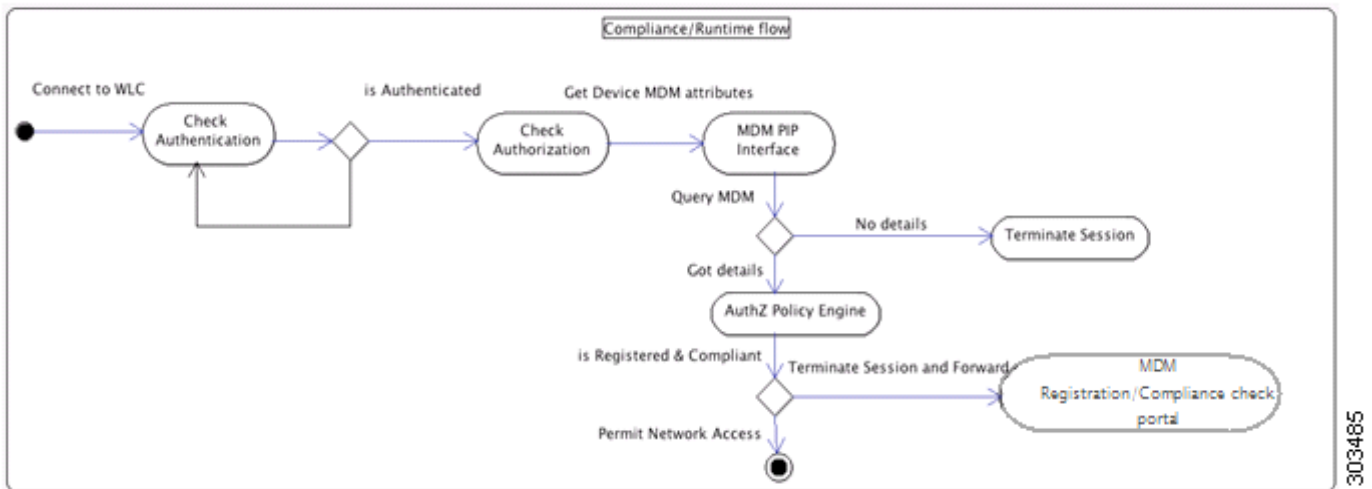 Compliance/Runtime flow
Connect to WLC
is Authenticated
Get Device MDM attributes
Check
Authentication
Check
Authorization
MDM PIP
Interface
Query MDM
No details
Terminate Session
Got details
AuthZ Policy Engine
is Registered & Compliant
Terminate Session and Forward
MDM
Registration/Compliance check
portal
Permit Network Access
303485